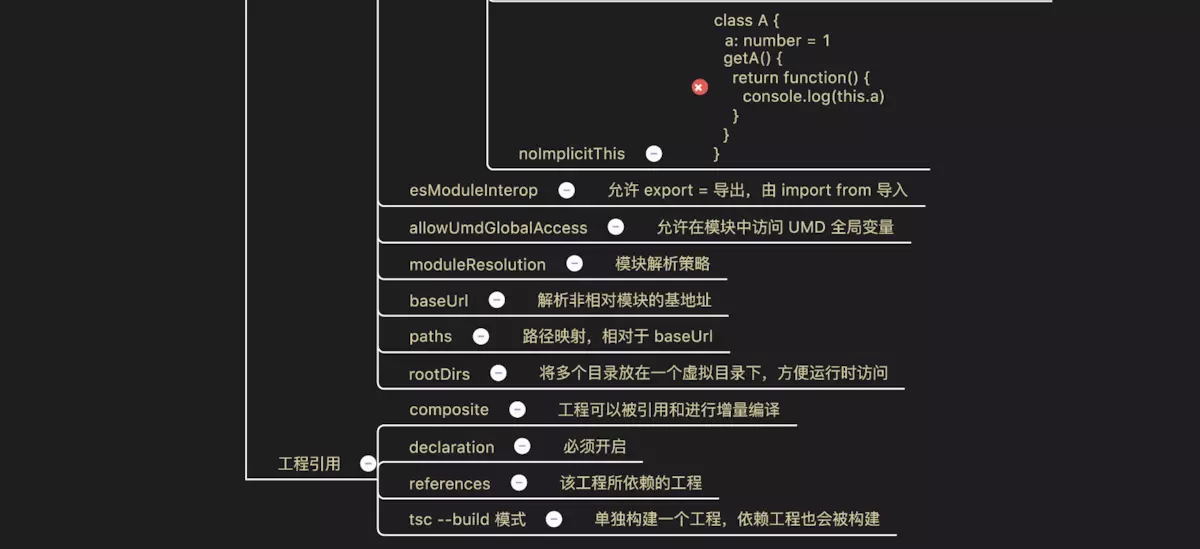 class A {
a: number = 1
getA() {
return function() {
console.log(this.a)
}
}
}
noImplicitThis
esModuleInterop 允许 export = 导出，由 import from 导入
allowUmdGlobalAccess 允许在模块中访问 UMD 全局变量
moduleResolution 模块解析策略
baseUrl 解析非相对模块的基地址
paths 路径映射，相对于 baseUrl
rootDirs 将多个目录放在一个虚拟目录下，方便运行时访问
composite 工程可以被引用和进行增量编译
declaration 必须开启
工程引用
references 该工程所依赖的工程
tsc --build 模式 单独构建一个工程，依赖工程也会被构建